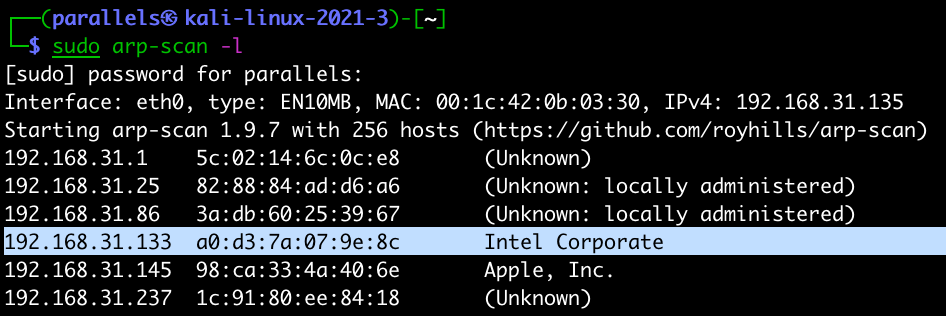 ┌──(parallels㉿kali-linux-2021-3)-[~]
└─$ sudo arp-scan -l
[sudo] password for parallels:
Interface: eth0, type: EN10MB, MAC: 00:1c:42:0b:03:30, IPv4: 192.168.31.135
Starting arp-scan 1.9.7 with 256 hosts (https://github.com/royhills/arp-scan)
192.168.31.1 5c:02:14:6c:0c:e8 (Unknown)
192.168.31.25 82:88:84:ad:d6:a6 (Unknown: locally administered)
192.168.31.86 3a:db:60:25:39:67 (Unknown: locally administered)
192.168.31.133 a0:d3:7a:07:9e:8c Intel Corporate
192.168.31.145 98:ca:33:4a:40:6e Apple, Inc.
192.168.31.237 1c:91:80:ee:84:18 (Unknown)